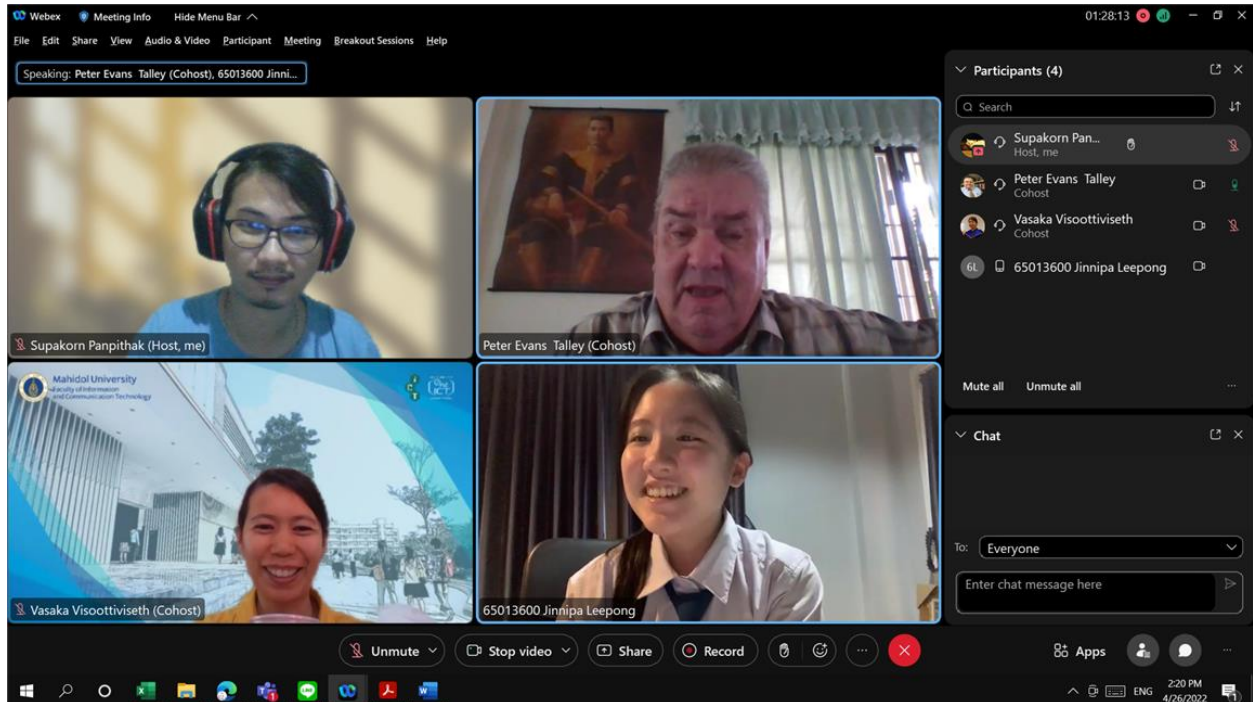 Webex
Meeting Info
Hide Menu Bar
01:28:13
File Edit Share View Audio & Video Participant Meeting Breakout Sessions Help
Speaking: Peter Evans Talley (Cohost), 65013600 Jinni...
Supakorn Panpithak (Host, me)
Peter Evans Talley (Cohost)
Mahidol University
Faculty of Information
and Communication Technology
Vasaka Visoottiviseth (Cohost)
65013600 Jinnipa Leepong
Participants (4)
Search
Supakorn Pan...
Host, me
Peter Evans Talley
Cohost
Vasaka Visoottiviseth
Cohost
6L
65013600 Jinnipa Leepong
Mute all Unmute all
Chat
To: Everyone
Enter chat message here
Unmute
Stop video
Share
Record
Apps
ENG
2:20 PM
4/26/2022